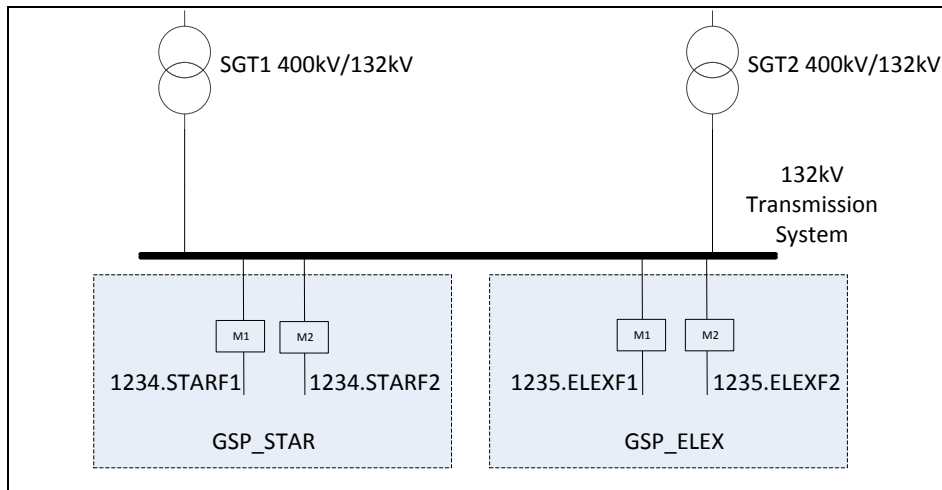 SGT1 400kV/132kV
SGT2 400kV/132kV
132kV
Transmission
System
M1
M2
M1
M2
1234.STARF1
1234.STARF2
1235.ELEXF1
1235.ELEXF2
GSP_STAR
GSP_ELEX